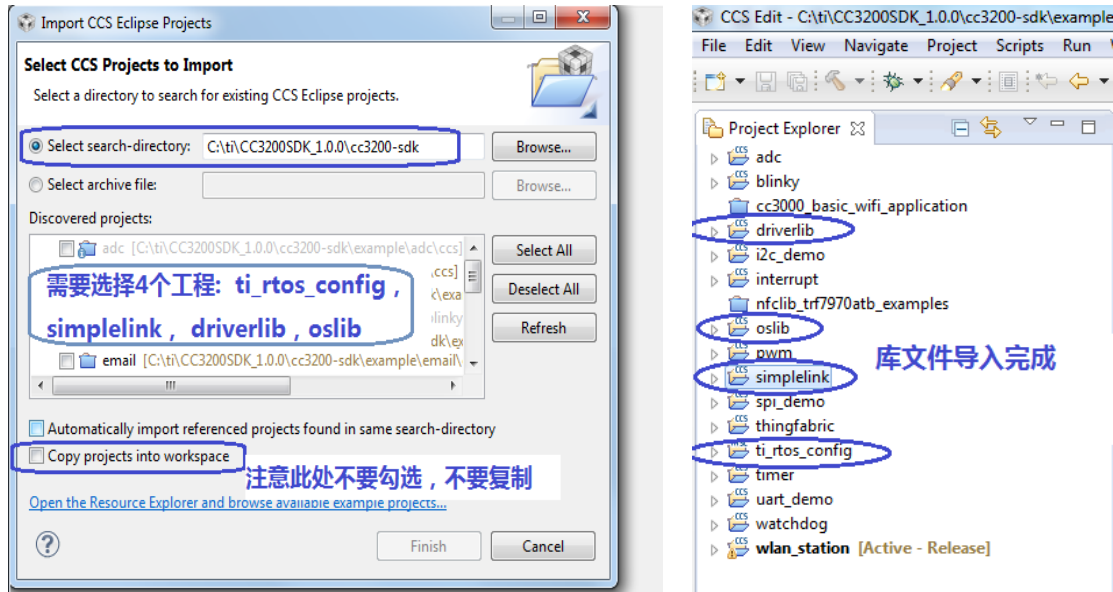 Import CCS Eclipse Projects
Select CCS Projects to Import
Select a directory to search for existing CCS Eclipse projects.
Select search-directory: C:\ti\CC3200SDK_1.0.0\cc3200-sdk Browse...
Select archive file: Browse...
Discovered projects:
adc [C:\ti\CC3200SDK_1.0.0\cc3200-sdk\example\adc\ccs]
Select All
\ccs]
需要选择4个工程: ti_rtos_config，
simplelink，driverlib，oslib
Deselect All
Refresh
email [C:\ti\CC3200SDK_1.0.0\cc3200-sdk\example\email\
Automatically import referenced projects found in same search-directory
Copy projects into workspace
注意此处不要勾选，不要复制
Open the Resource Explorer and browse available example projects...
Finish Cancel
CCS Edit - C:\ti\CC3200SDK_1.0.0\cc3200-sdk\example
File Edit View Navigate Project Scripts Run
Project Explorer
adc
blinky
cc3000_basic_wifi_application
driverlib
i2c_demo
interrupt
nfclib_trf7970atb_examples
oslib
pwm
库文件导入完成
simplelink
spi_demo
thingfabric
ti_rtos_config
timer
uart_demo
watchdog
wlan_station [Active - Release]